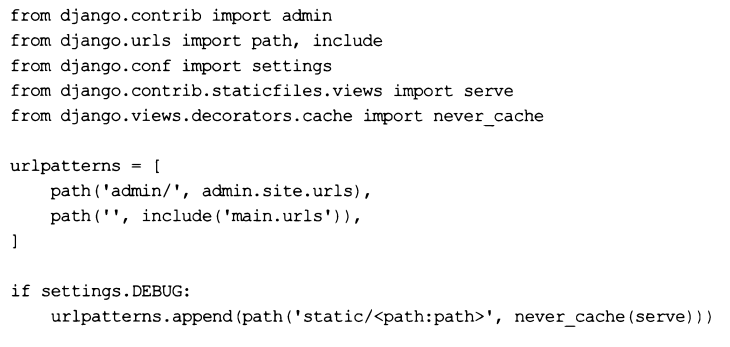 from django.contrib import admin
from django.urls import path, include
from django.conf import settings
from django.contrib.staticfiles.views import serve
from django.views.decorators.cache import never_cache

urlpatterns = [
    path('admin/', admin.site.urls),
    path('', include('main.urls')),
]

if settings.DEBUG:
    urlpatterns.append(path('static/<path:path>', never_cache(serve)))